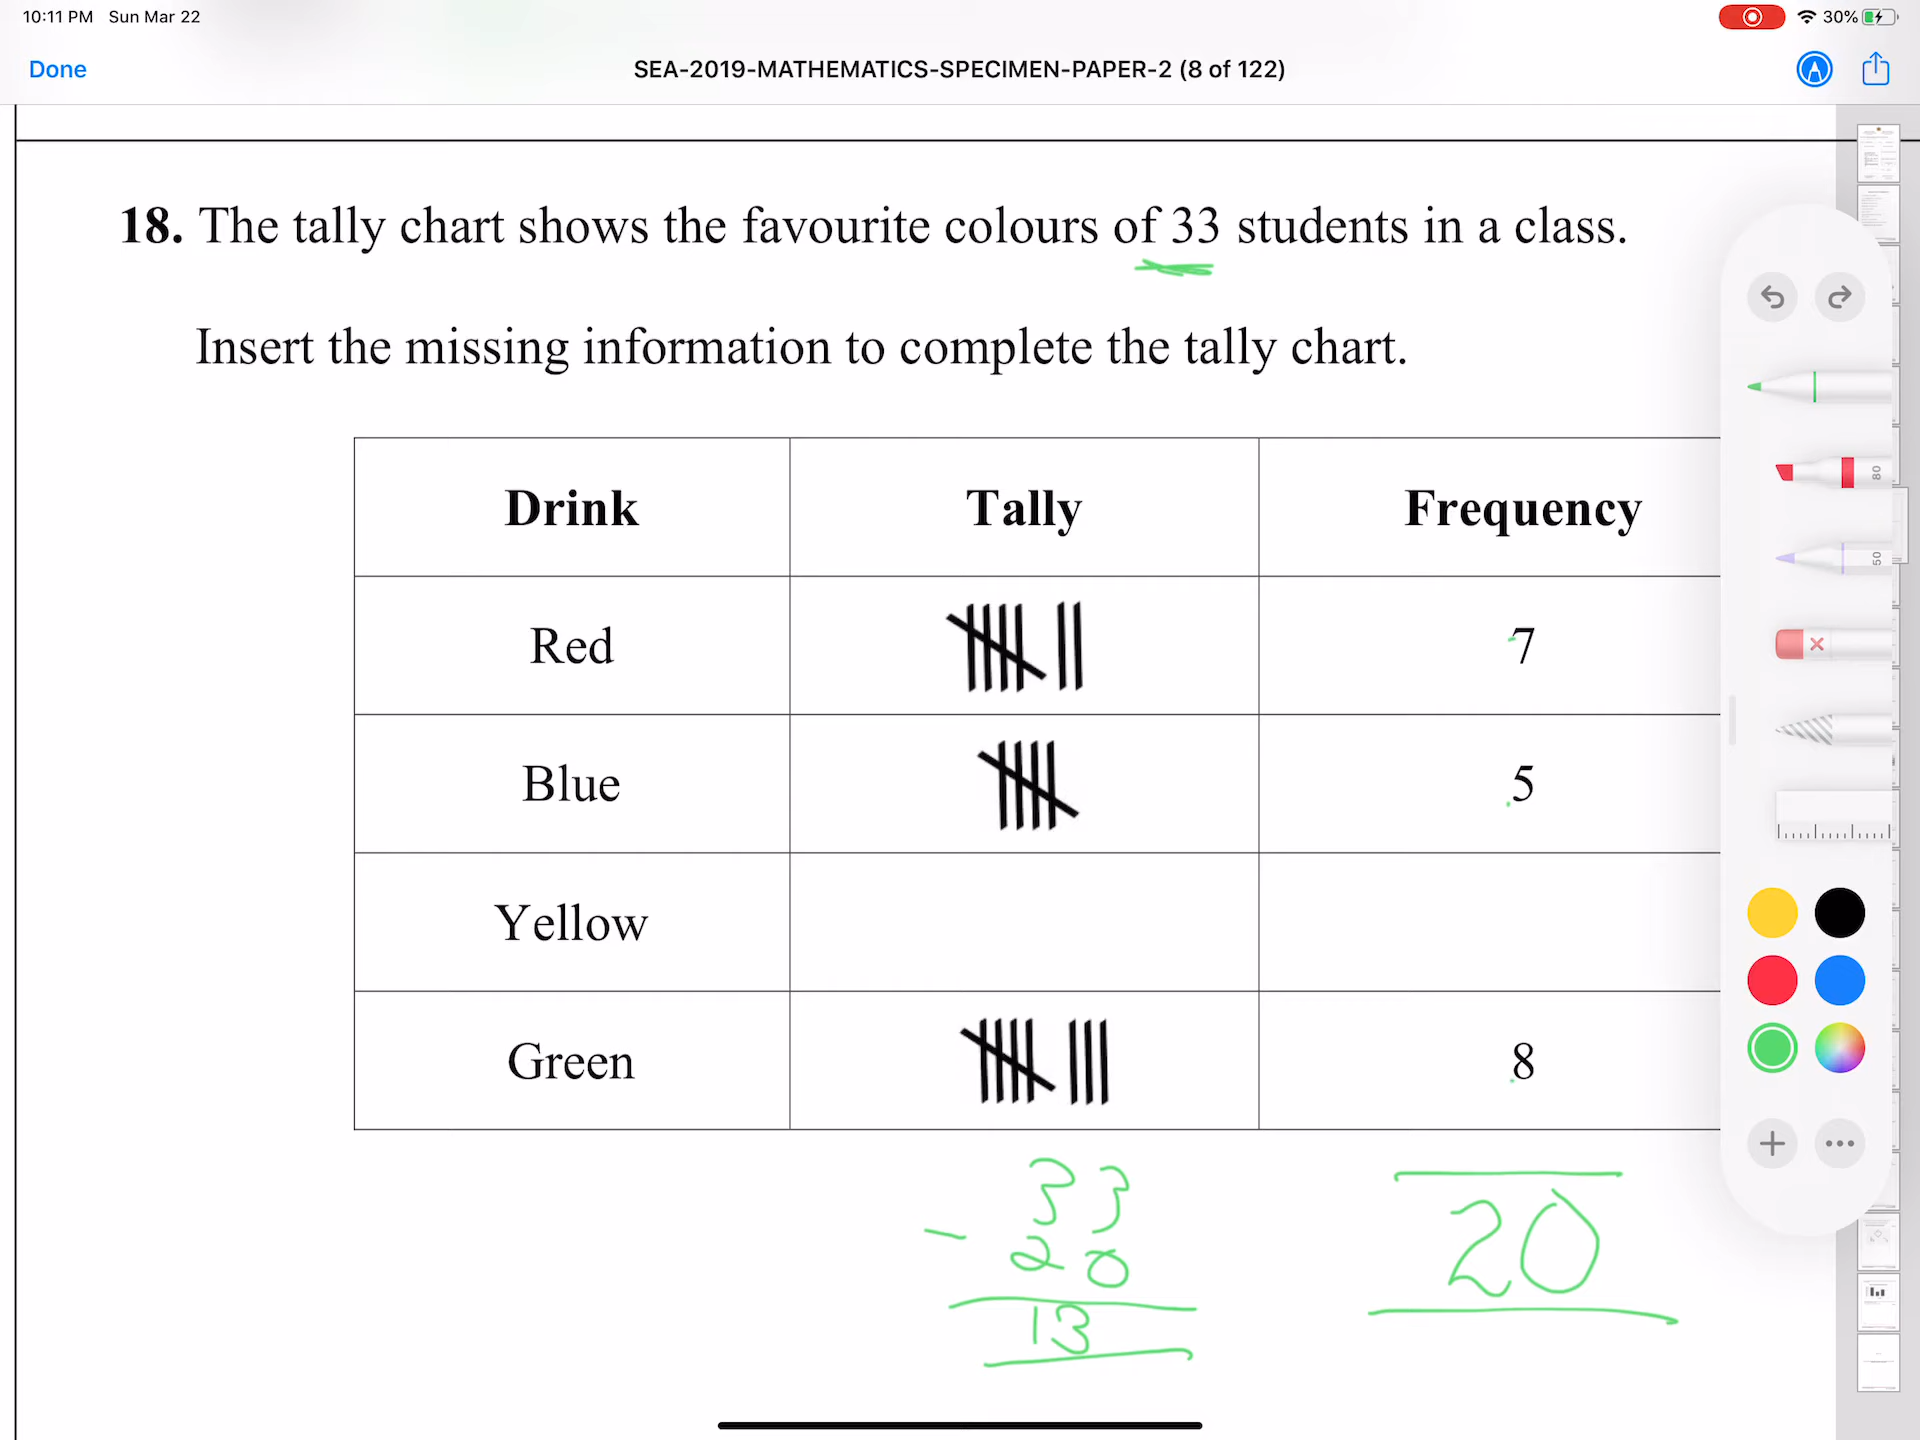 10:11 PM Sun Mar 22
30%
Done
SEA-2019-MATHEMATICS-SPECIMEN-PAPER-2 (8 of 122)
18. The tally chart shows the favourite colours of 33 students in a class.
Insert the missing information to complete the tally chart.
Drink Tally Frequency
Red 7
Blue 5
Yellow
Green 8
33
- 20
13
20
80
50